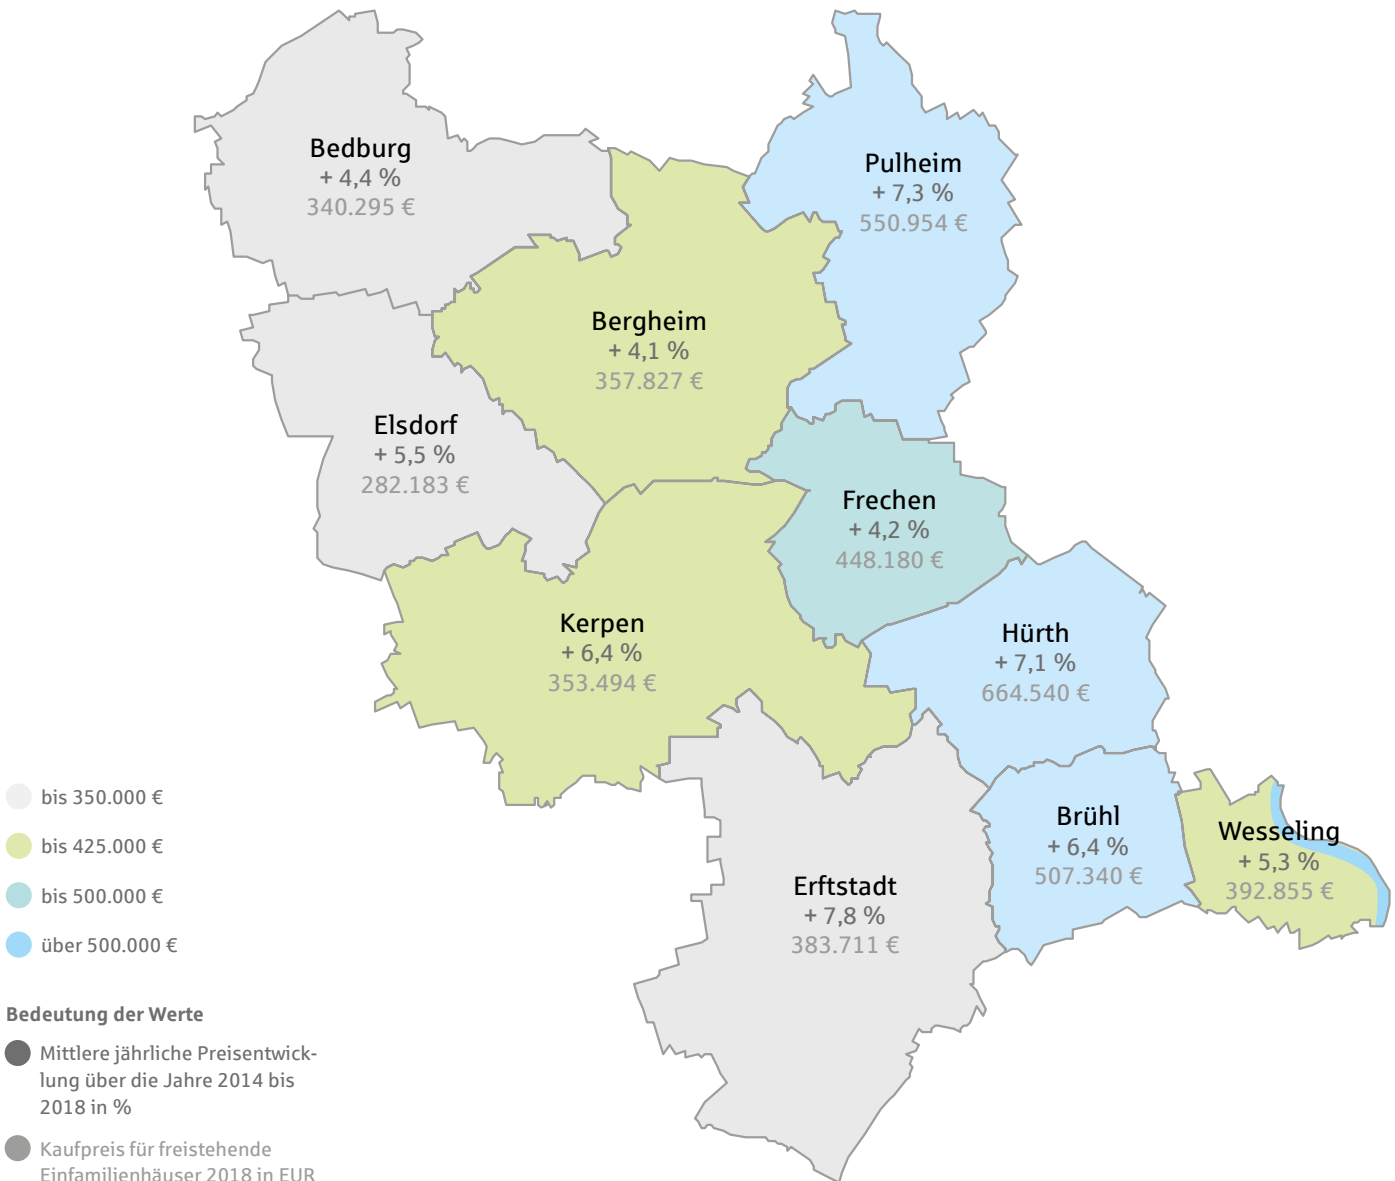 Bedburg
+ 4,4 %
340.295 €
Pulheim
+ 7,3 %
550.954 €
Bergheim
+ 4,1 %
357.827 €
Elsdorf
+ 5,5 %
282.183 €
Frechen
+ 4,2 %
448.180 €
Kerpen
+ 6,4 %
353.494 €
Hürth
+ 7,1 %
664.540 €
Brühl
+ 6,4 %
507.340 €
Wesseling
+ 5,3 %
392.855 €
Erftstadt
+ 7,8 %
383.711 €
bis 350.000 €
bis 425.000 €
bis 500.000 €
über 500.000 €
Bedeutung der Werte
Mittlere jährliche Preisentwick-
lung über die Jahre 2014 bis
2018 in %
Kaufpreis für freistehende
Einfamilienhäuser 2018 in EUR